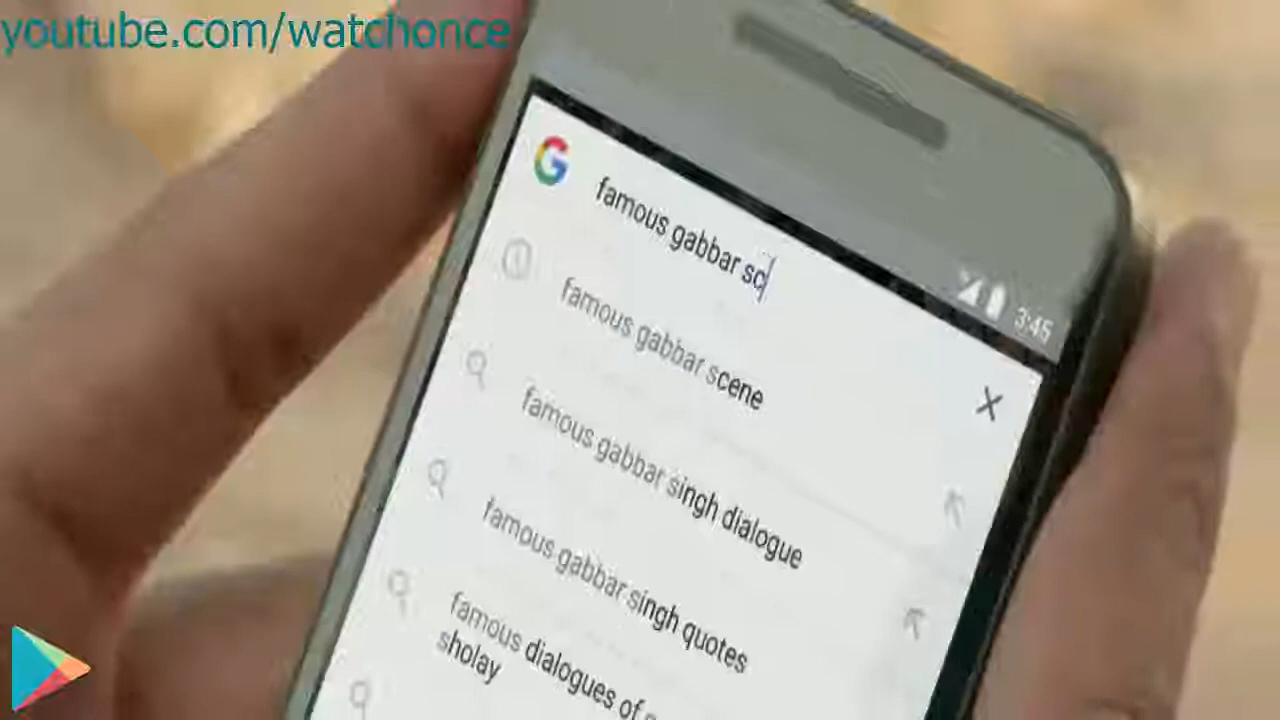 youtube.com/watchonce
famous gabbar sc
3:45
famous gabbar scene
famous gabbar singh dialogue
famous gabbar singh quotes
famous dialogues of
sholay